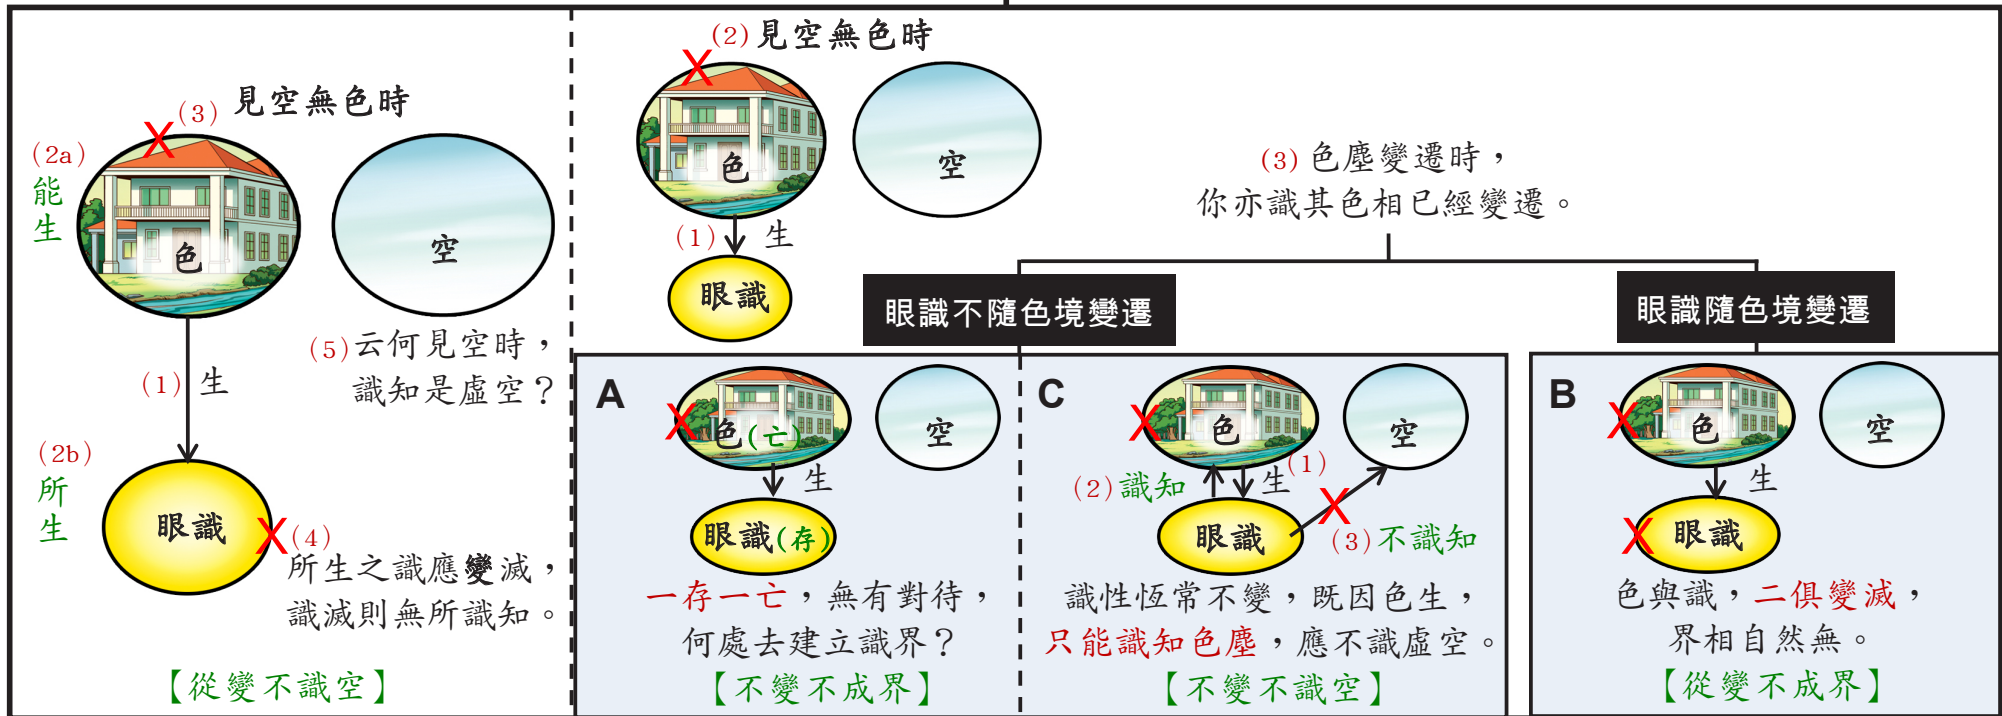 (3) 見空無色時
(2a)
能生
色
空
(1) 生
(5) 云何見空時，
識知是虛空？
(2b)
所生
眼識
(4)
所生之識應變滅，
識滅則無所識知。
【從變不識空】
(2) 見空無色時
色
空
(1) 生
眼識
(3) 色塵變遷時，
你亦識其色相已經變遷。
眼識不隨色境變遷
眼識隨色境變遷
A
色(亡)
空
生
眼識(存)
一存一亡，無有對待，
何處去建立識界？
【不變不成界】
C
色
空
(2) 識知
生
(1)
眼識
(3) 不識知
識性恆常不變，既因色生，
只能識知色塵，應不識虛空。
【不變不識空】
B
色
空
生
眼識
色與識，二俱變滅，
界相自然無。
【從變不成界】